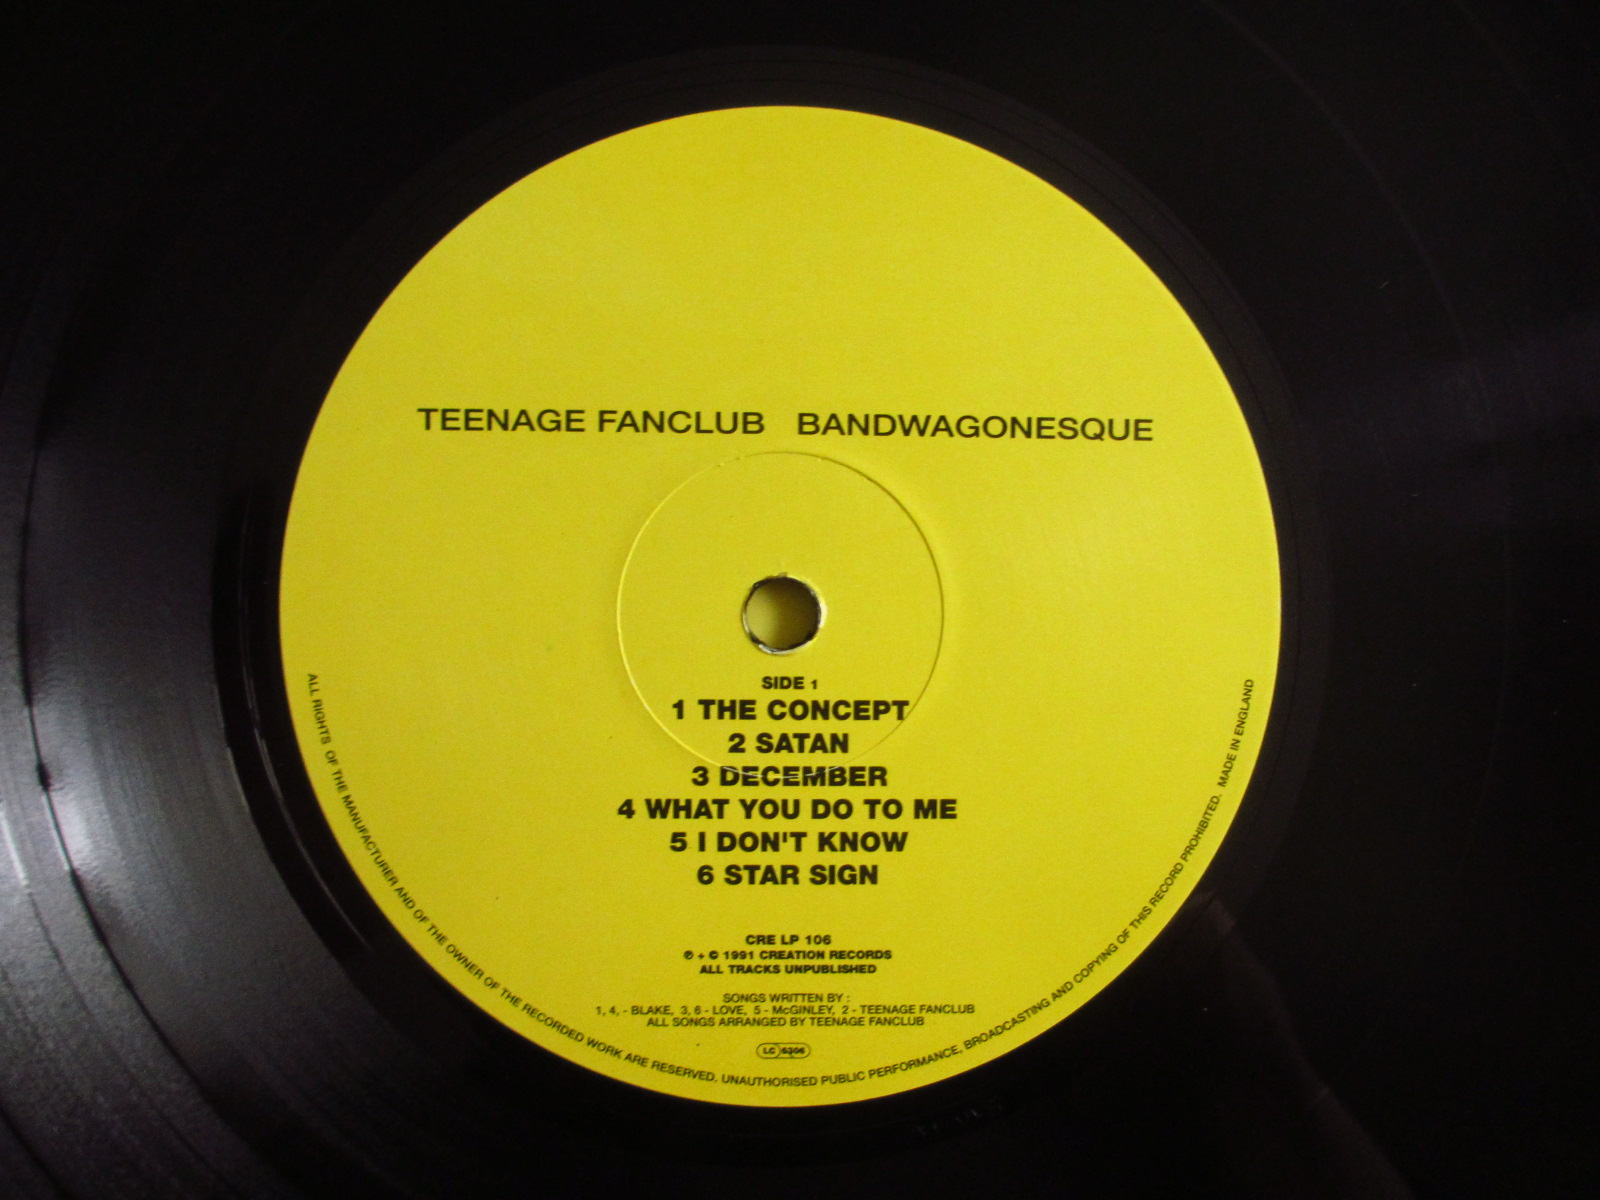 TEENAGE FANCLUB BANDWAGONESQUE
SIDE 1
1 THE CONCEPT
2 SATAN
3 DECEMBER
4 WHAT YOU DO TO ME
5 I DON'T KNOW
6 STAR SIGN
CRE LP 106
℗ + © 1991 CREATION RECORDS
ALL TRACKS UNPUBLISHED
SONGS WRITTEN BY :
1, 4, - BLAKE, 3, 6 - LOVE, 5 - McGINLEY, 2 - TEENAGE FANCLUB
ALL SONGS ARRANGED BY TEENAGE FANCLUB
LC 6306
ALL RIGHTS OF THE MANUFACTURER AND OF THE OWNER OF THE RECORDED WORK ARE RESERVED. UNAUTHORISED PUBLIC PERFORMANCE, BROADCASTING AND COPYING OF THIS RECORD PROHIBITED. MADE IN ENGLAND